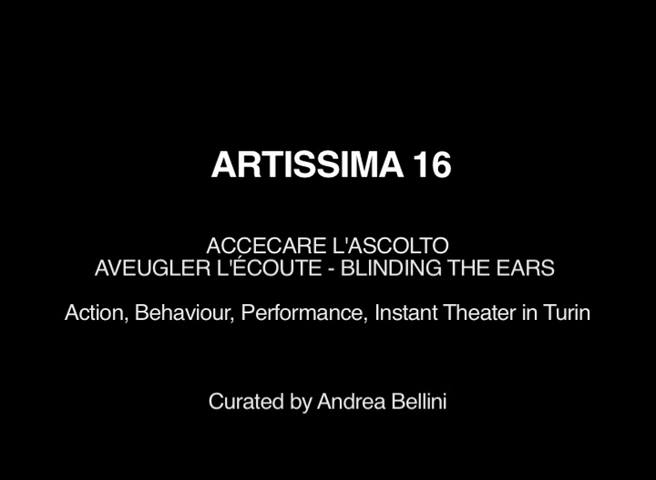 ARTISSIMA 16
ACCECARE L'ASCOLTO
AVEUGLER L'ÉCOUTE - BLINDING THE EARS
Action, Behaviour, Performance, Instant Theater in Turin
Curated by Andrea Bellini